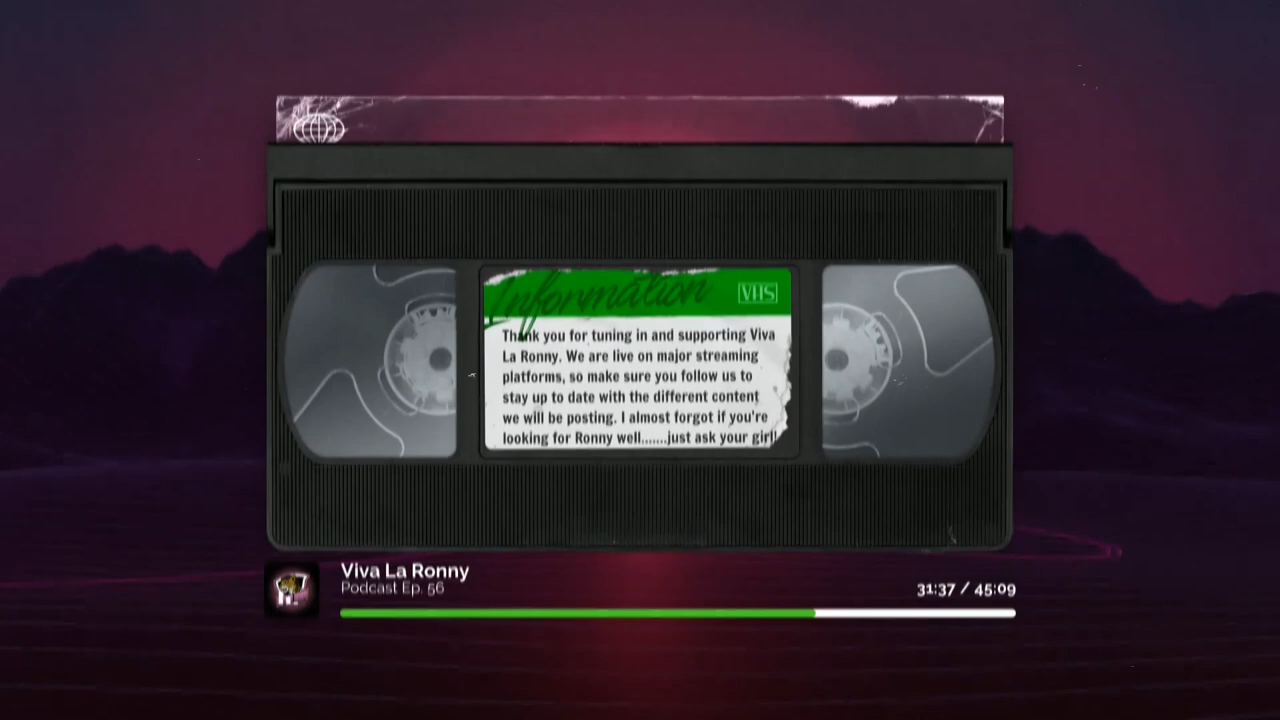 Information
VHS
Thank you for tuning in and supporting Viva
La Ronny. We are live on major streaming
platforms, so make sure you follow us to
stay up to date with the different content
we will be posting. I almost forgot if you're
looking for Ronny well.......just ask your girl!
Viva La Ronny
Podcast Ep. 56
31:37 / 45:09